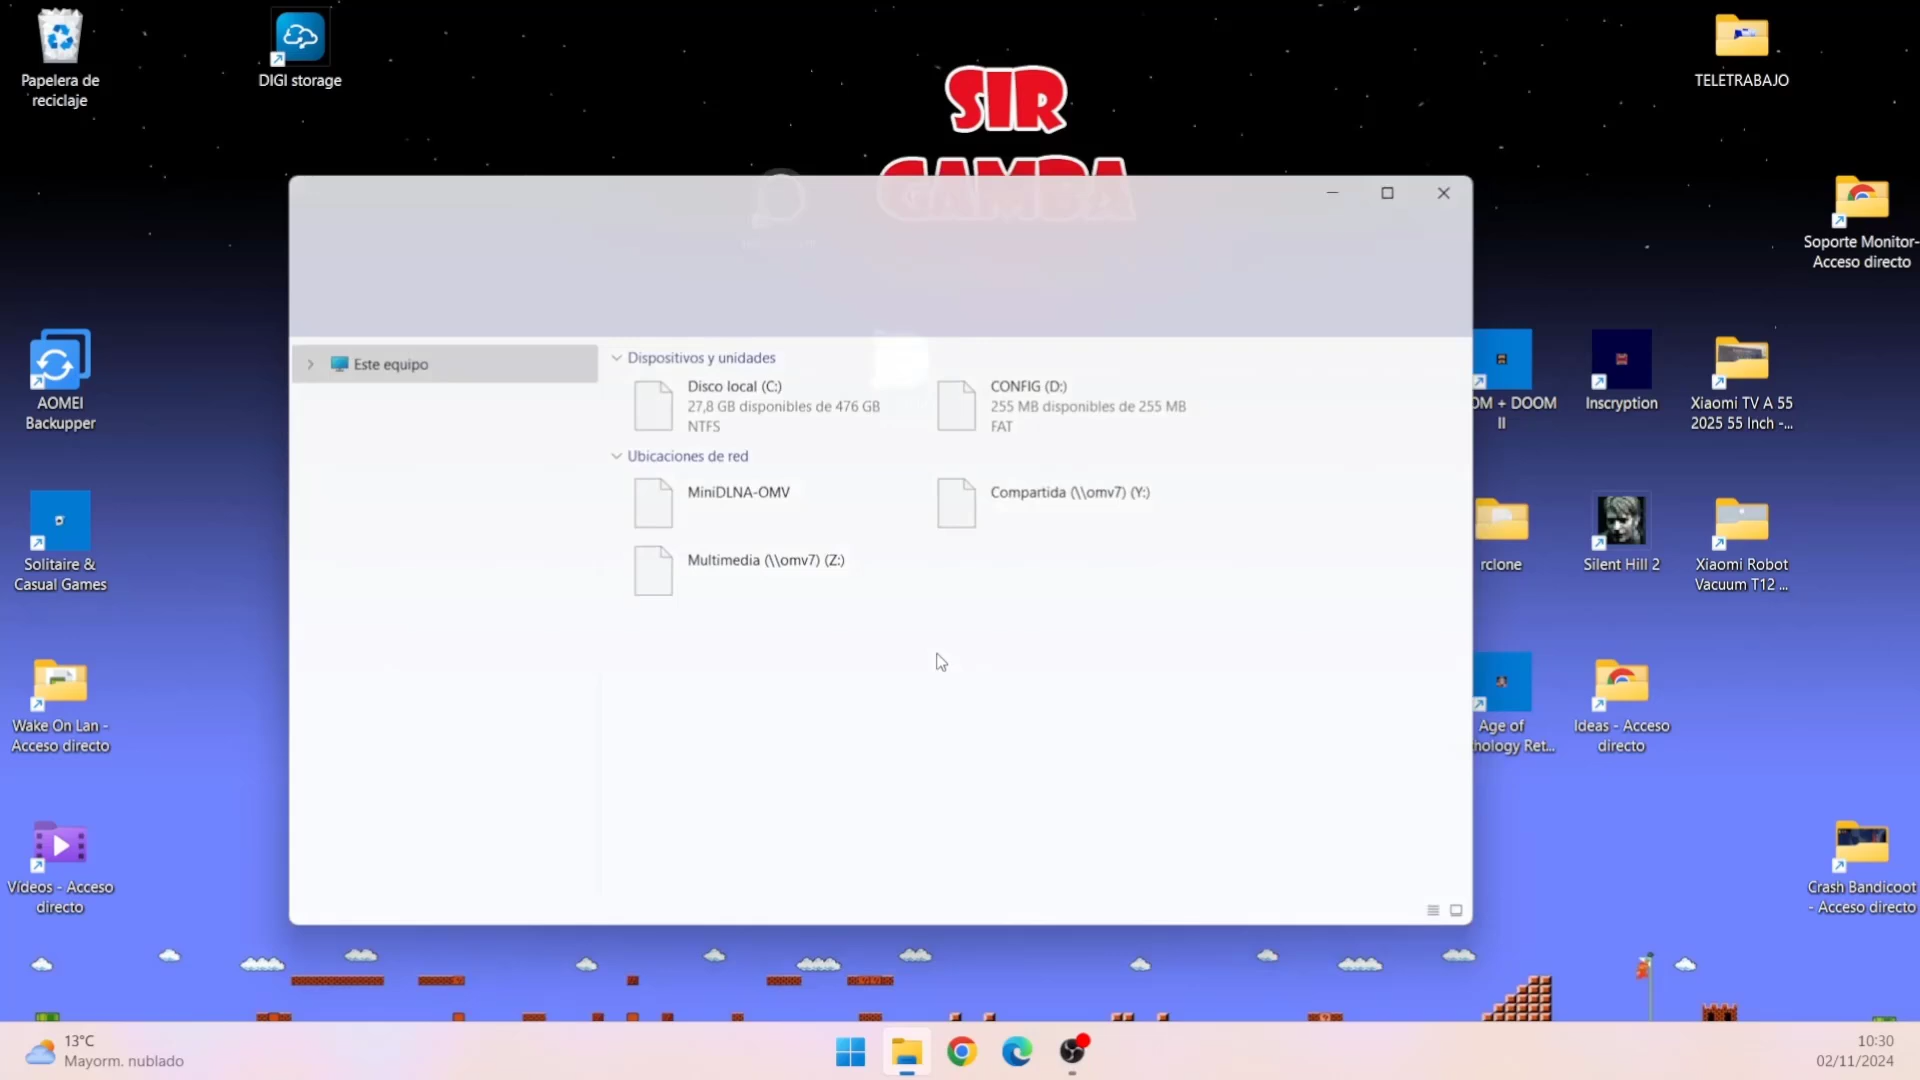 Papelera de
reciclaje
DIGI storage
SIR
GAMBA
TELETRABAJO
Soporte Monitor-
Acceso directo
AOMEI
Backupper
Solitaire &
Casual Games
Wake On Lan -
Acceso directo
Vídeos - Acceso
directo
Este equipo
Dispositivos y unidades
Disco local (C:)
27,8 GB disponibles de 476 GB
NTFS
CONFIG (D:)
255 MB disponibles de 255 MB
FAT
Ubicaciones de red
MiniDLNA-OMV
Compartida (\\omv7) (Y:)
Multimedia (\\omv7) (Z:)
OM + DOOM
II
Inscryption
Xiaomi TV A 55
2025 55 Inch -...
rclone
Silent Hill 2
Xiaomi Robot
Vacuum T12 ...
Age of
hology Ret...
Ideas - Acceso
directo
Crash Bandicoot
- Acceso directo
13°C
Mayorm. nublado
10:30
02/11/2024